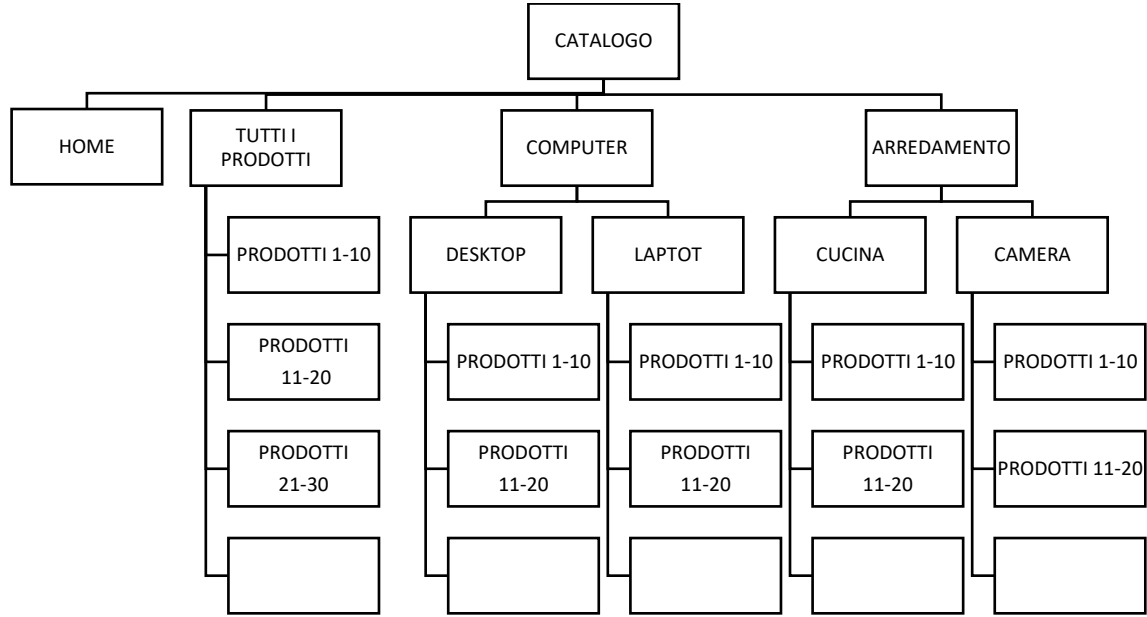 CATALOGO
HOME
TUTTI I
PRODOTTI
COMPUTER
ARREDAMENTO
PRODOTTI 1-10
DESKTOP
LAPTOT
CUCINA
CAMERA
PRODOTTI
11-20
PRODOTTI 1-10
PRODOTTI 1-10
PRODOTTI 1-10
PRODOTTI 1-10
PRODOTTI
21-30
PRODOTTI
11-20
PRODOTTI
11-20
PRODOTTI
11-20
PRODOTTI 11-20